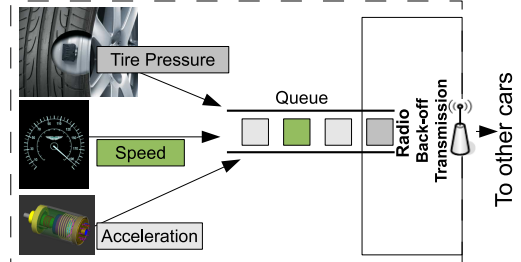 Tire Pressure
Queue
Speed
Acceleration
Radio
Back-off
Transmission
To other cars